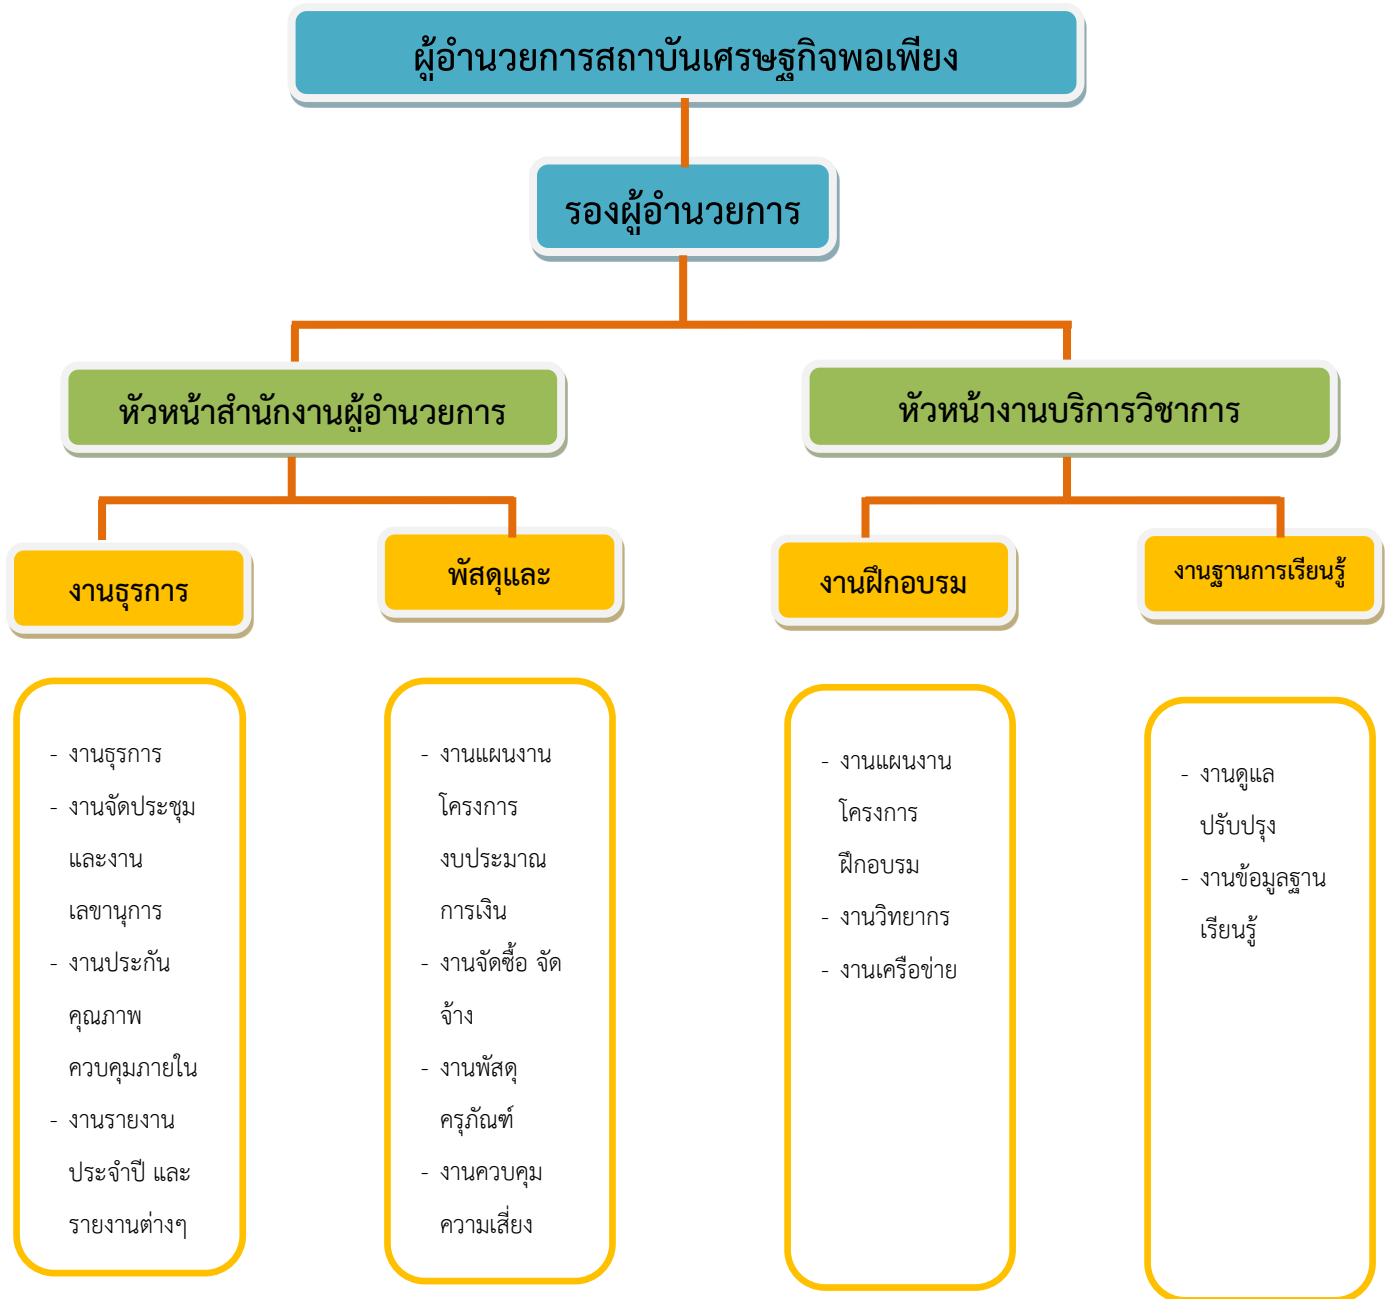 ผู้อำนวยการสถาบันเศรษฐกิจพอเพียง
รองผู้อำนวยการ
หัวหน้าสำนักงานผู้อำนวยการ
หัวหน้างานบริการวิชาการ
งานธุรการ
พัสดุและ
งานฝึกอบรม
งานฐานการเรียนรู้
- งานธุรการ
- งานจัดประชุม
และงาน
เลขานุการ
- งานประกัน
คุณภาพ
ควบคุมภายใน
- งานรายงาน
ประจำปี และ
รายงานต่างๆ
- งานแผนงาน
โครงการ
งบประมาณ
การเงิน
- งานจัดซื้อ จัด
จ้าง
- งานพัสดุ
ครุภัณฑ์
- งานควบคุม
ความเสี่ยง
- งานแผนงาน
โครงการ
ฝึกอบรม
- งานวิทยากร
- งานเครือข่าย
- งานดูแล
ปรับปรุง
- งานข้อมูลฐาน
เรียนรู้